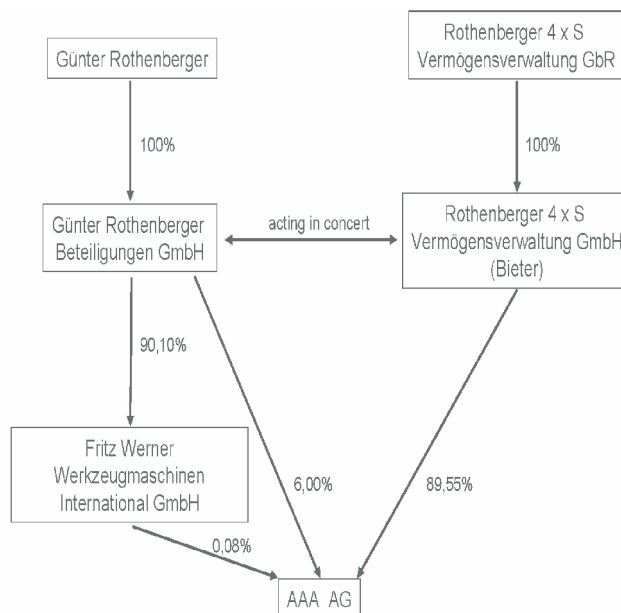 Günter Rothenberger
Rothenberger 4 x S
Vermögensverwaltung GbR
100%
100%
Günter Rothenberger
Beteiligungen GmbH
acting in concert
Rothenberger 4 x S
Vermögensverwaltung GmbH
(Bieter)
90,10%
Fritz Werner
Werkzeugmaschinen
International GmbH
6,00%
89,55%
0,08%
AAA AG